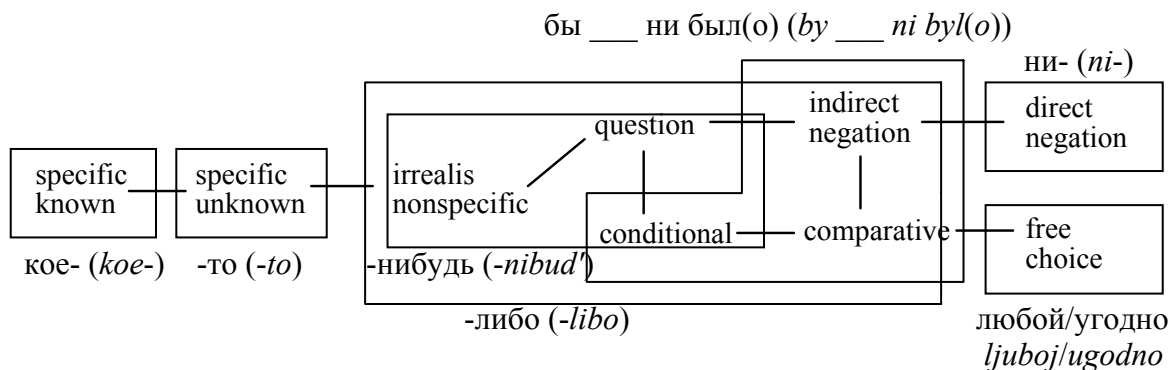 бы ___ ни был(о) (by ___ ni byl(o))
ни- (ni-)
indirect
negation
direct
negation
question
specific
known
specific
unknown
irrealis
nonspecific
conditional
comparative
free
choice
кое- (koe-)
-то (-to)
-нибудь (-nibud')
-либо (-libo)
любой/угодно
ljuboj/ugodno